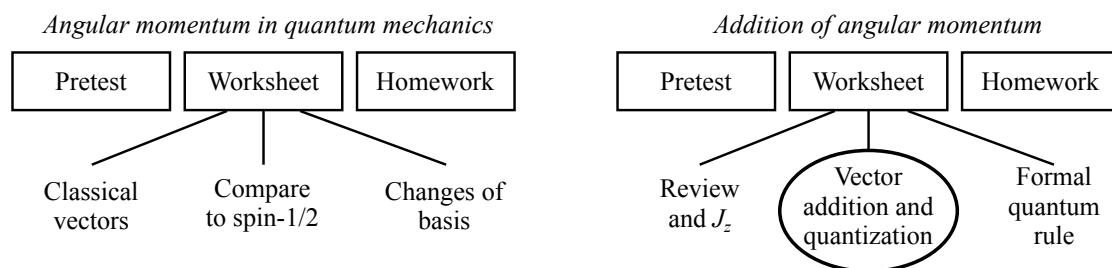 Angular momentum in quantum mechanics
Pretest
Worksheet
Homework
Classical
vectors
Compare
to spin-1/2
Changes of
basis
Addition of angular momentum
Pretest
Worksheet
Homework
Review
and J_z
Vector
addition and
quantization
Formal
quantum
rule